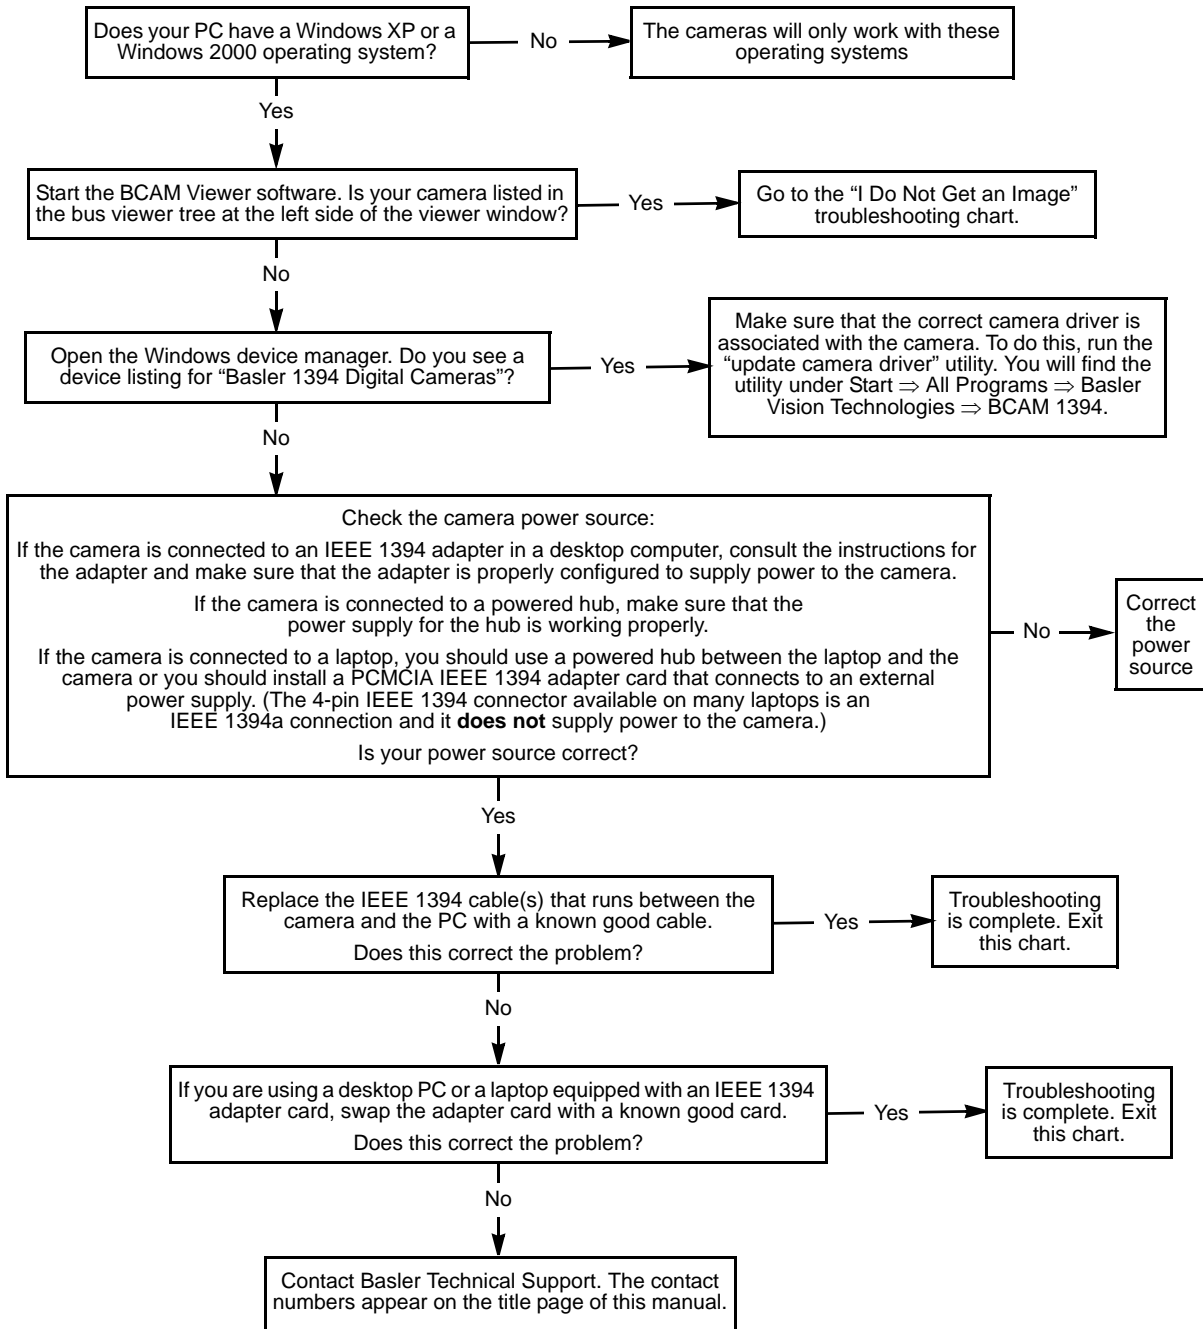 Does your PC have a Windows XP or a
Windows 2000 operating system?
No
The cameras will only work with these
operating systems
Yes
Start the BCAM Viewer software. Is your camera listed in
the bus viewer tree at the left side of the viewer window?
Yes
Go to the “I Do Not Get an Image”
troubleshooting chart.
No
Open the Windows device manager. Do you see a
device listing for “Basler 1394 Digital Cameras”?
Yes
Make sure that the correct camera driver is
associated with the camera. To do this, run the
“update camera driver” utility. You will find the
utility under Start ⇒ All Programs ⇒ Basler
Vision Technologies ⇒ BCAM 1394.
No
Check the camera power source:
If the camera is connected to an IEEE 1394 adapter in a desktop computer, consult the instructions for
the adapter and make sure that the adapter is properly configured to supply power to the camera.
If the camera is connected to a powered hub, make sure that the
power supply for the hub is working properly.
If the camera is connected to a laptop, you should use a powered hub between the laptop and the
camera or you should install a PCMCIA IEEE 1394 adapter card that connects to an external
power supply. (The 4-pin IEEE 1394 connector available on many laptops is an
IEEE 1394a connection and it does not supply power to the camera.)
Is your power source correct?
No
Correct
the
power
source
Yes
Replace the IEEE 1394 cable(s) that runs between the
camera and the PC with a known good cable.
Does this correct the problem?
Yes
Troubleshooting
is complete. Exit
this chart.
No
If you are using a desktop PC or a laptop equipped with an IEEE 1394
adapter card, swap the adapter card with a known good card.
Does this correct the problem?
Yes
Troubleshooting
is complete. Exit
this chart.
No
Contact Basler Technical Support. The contact
numbers appear on the title page of this manual.